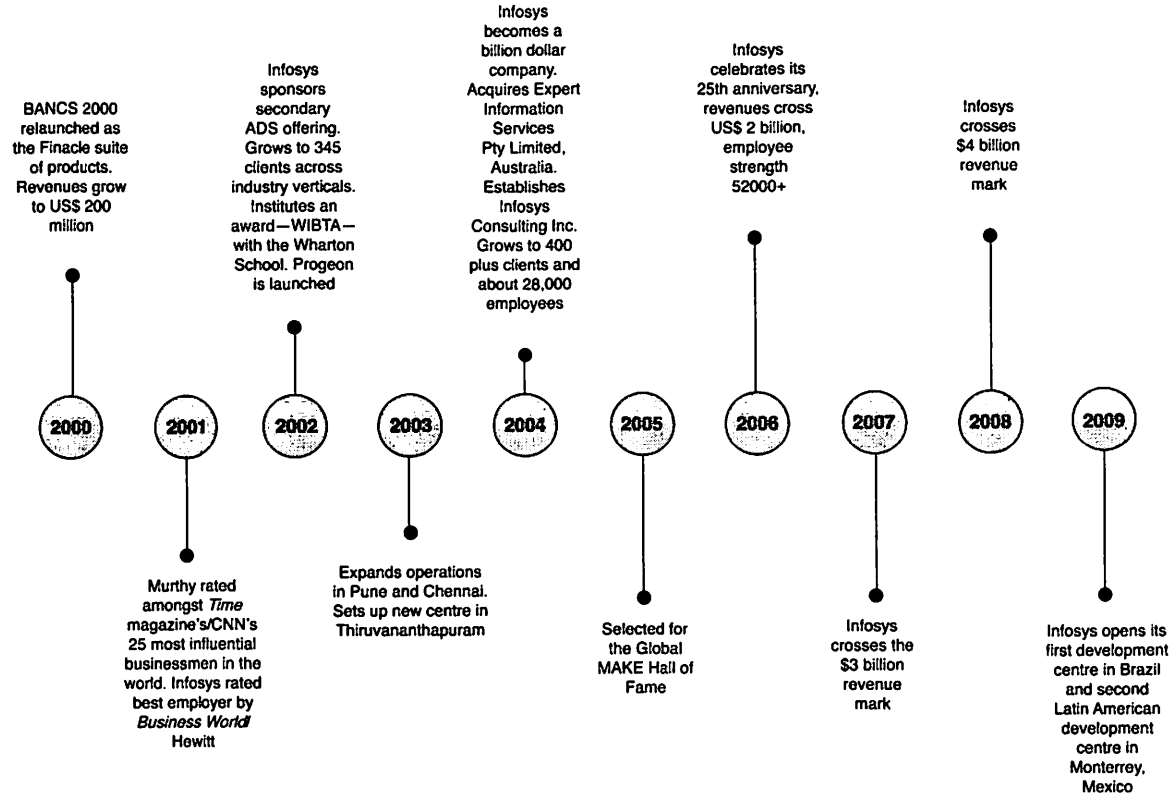 BANCS 2000
relaunched as
the Finacle suite
of products.
Revenues grow
to US$ 200
million
Infosys
sponsors
secondary
ADS offering.
Grows to 345
clients across
industry verticals.
Institutes an
award—WIBTA—
with the Wharton
School. Progeon
is launched
Infosys
becomes a
billion dollar
company.
Acquires Expert
Information
Services
Pty Limited,
Australia.
Establishes
Infosys
Consulting Inc.
Grows to 400
plus clients and
about 28,000
employees
Infosys
celebrates its
25th anniversary,
revenues cross
US$ 2 billion,
employee
strength
52000+
Infosys
crosses
$4 billion
revenue
mark
2000
2001
2002
2003
2004
2005
2006
2007
2008
2009
Murthy rated
amongst Time
magazine's/CNN's
25 most influential
businessmen in the
world. Infosys rated
best employer by
Business World/
Hewitt
Expands operations
in Pune and Chennai.
Sets up new centre in
Thiruvananthapuram
Selected for
the Global
MAKE Hall of
Fame
Infosys
crosses the
$3 billion
revenue
mark
Infosys opens its
first development
centre in Brazil
and second
Latin American
development
centre in
Monterrey,
Mexico